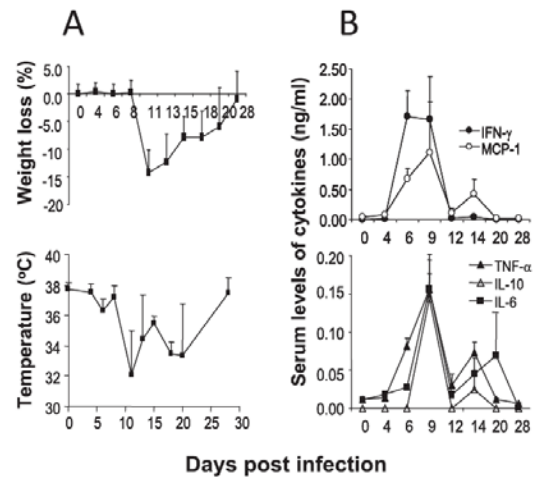 A
B
Weight loss (%)
5.0
0.0
-5.0
-10
-15
-20
0 4 6 8 10 11 13 15 18 19 20 28
Serum levels of cytokines (ng/ml)
2.50
2.00
1.50
1.00
0.50
0.00
IFN-γ
MCP-1
0 4 6 9 12 14 20 28
Temperature (ºC)
40
38
36
34
32
30
0 5 10 15 20 25 30
0.20
0.15
0.10
0.05
0.00
TNF-α
IL-10
IL-6
0 4 6 9 12 14 20 28
Days post infection